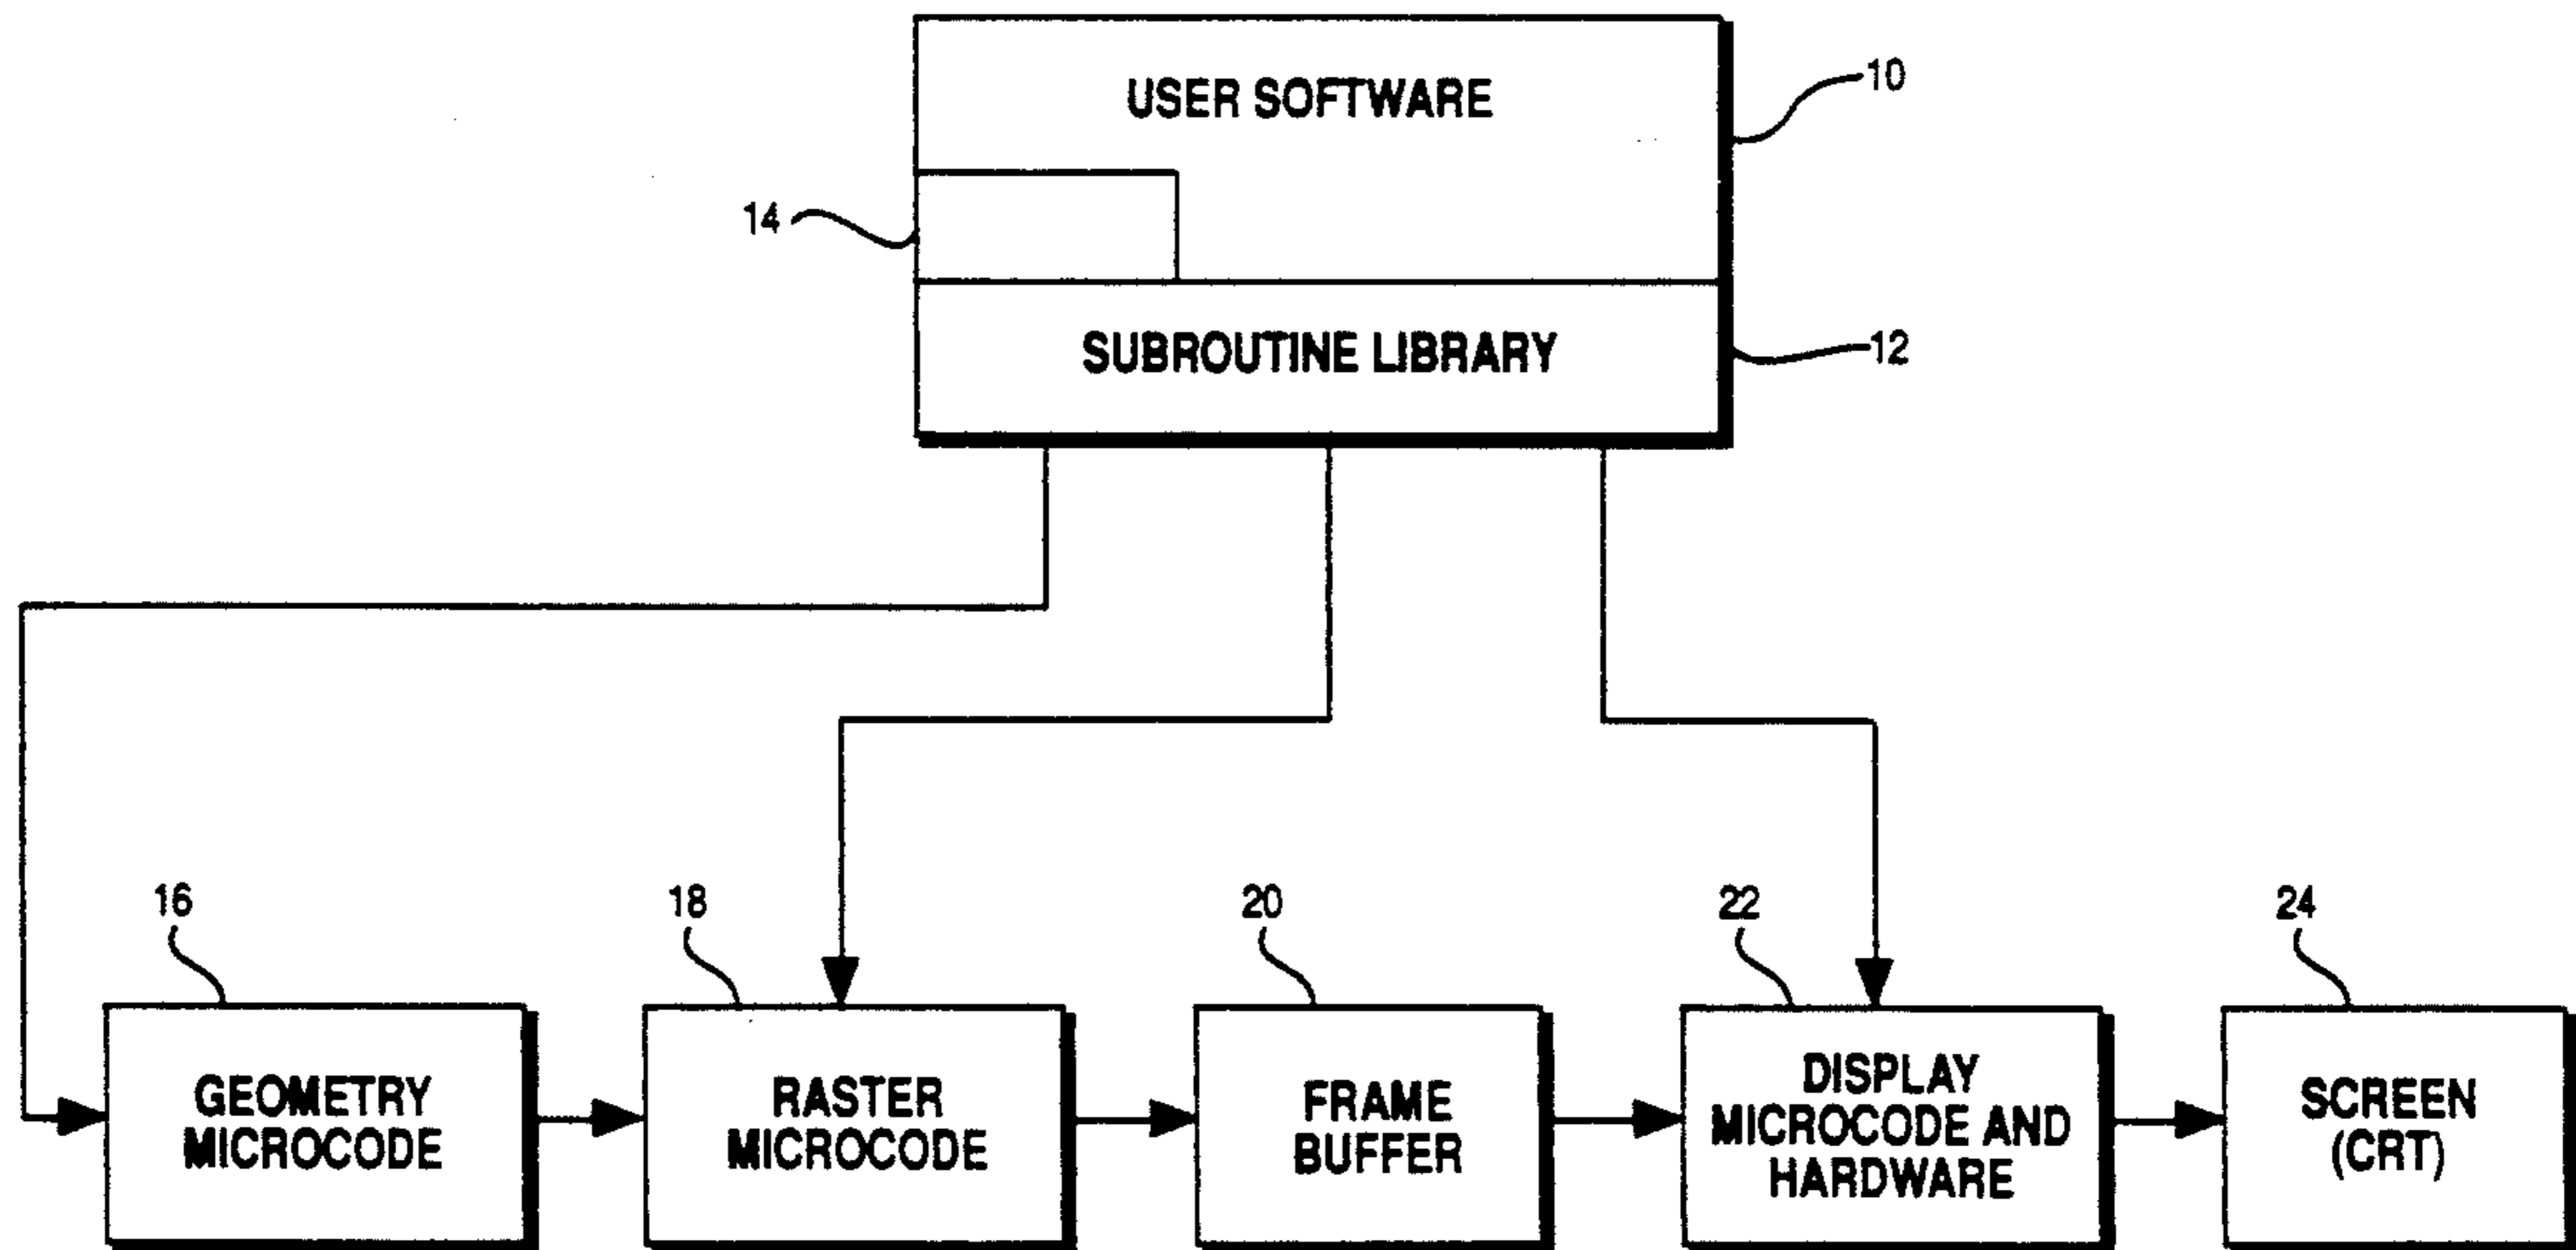 USER SOFTWARE
10
14
SUBROUTINE LIBRARY
12
16
18
20
22
24
GEOMETRY
MICROCODE
RASTER
MICROCODE
FRAME
BUFFER
DISPLAY
MICROCODE AND
HARDWARE
SCREEN
(CRT)